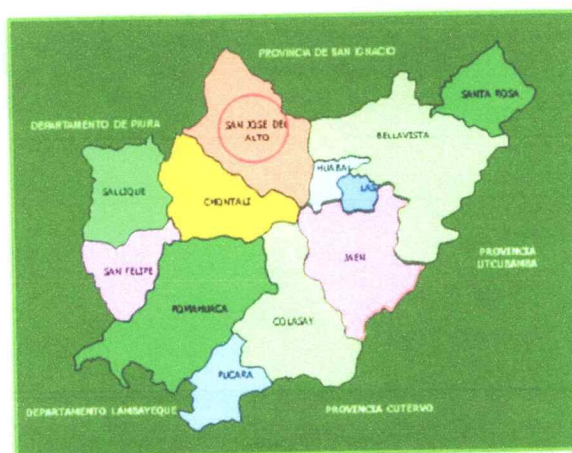 PROVINCIA DE SAN IGNACIO
SANTA ROSA
DEPARTAMENTO DE PIURA
SAN JOSE DEL
ALTO
BELLAVISTA
HUABAL
LAS
SALLIQUE
CHONTALI
SAN FELIPE
JAEN
PROVINCIA
UTCUBAMBA
POMAHUACA
COLASAY
PUCARA
DEPARTAMENTO LAMBAYEQUE
PROVINCIA CUTERVO